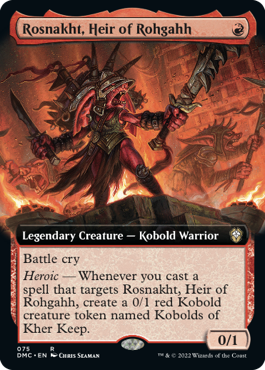 Rosnakht, Heir of Rohgahh
Legendary Creature — Kobold Warrior
Battle cry
Heroic — Whenever you cast a
spell that targets Rosnakht, Heir of
Rohgahh, create a 0/1 red Kobold
creature token named Kobolds of
Kher Keep.
0/1
075 R
DMC • EN Chris Seaman
™ & © 2022 Wizards of the Coast